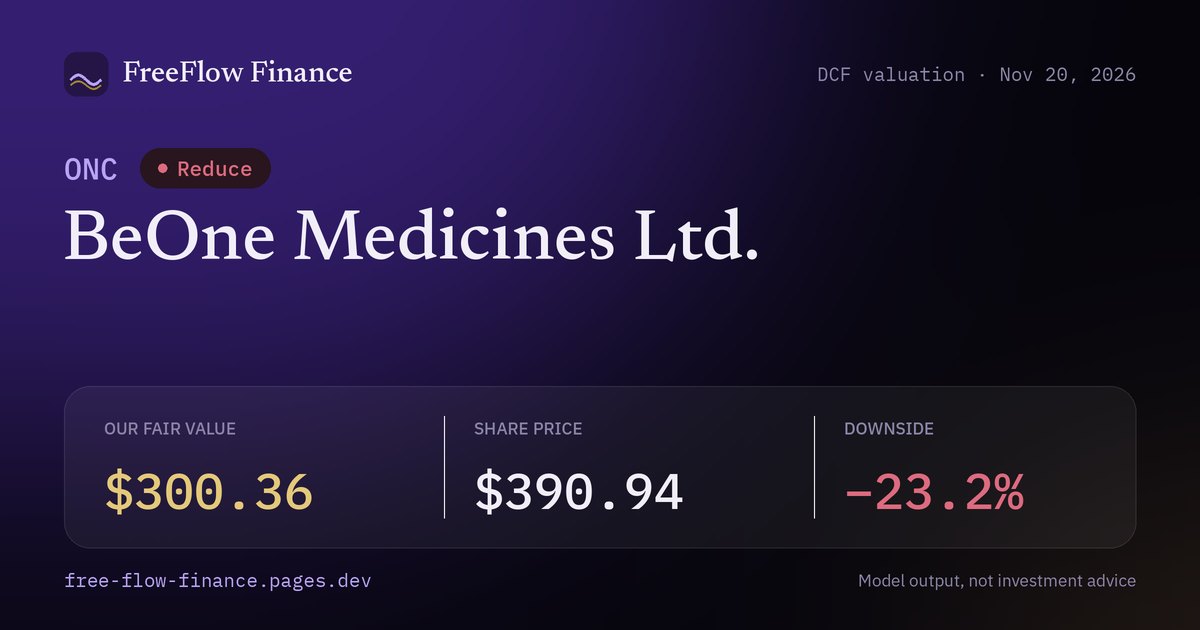 FreeFlow Finance
DCF valuation · Nov 20, 2026
ONC
Reduce
BeOne Medicines Ltd.
OUR FAIR VALUE
$300.36
SHARE PRICE
$390.94
DOWNSIDE
−23.2%
free-flow-finance.pages.dev
Model output, not investment advice